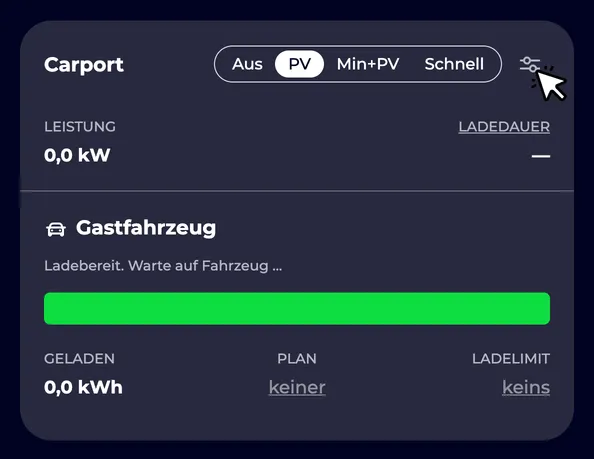 Carport
Aus PV Min+PV Schnell
LEISTUNG LADEDAUER
0,0 kW —
Gastfahrzeug
Ladebereit. Warte auf Fahrzeug ...
GELADEN PLAN LADELIMIT
0,0 kWh keiner keins